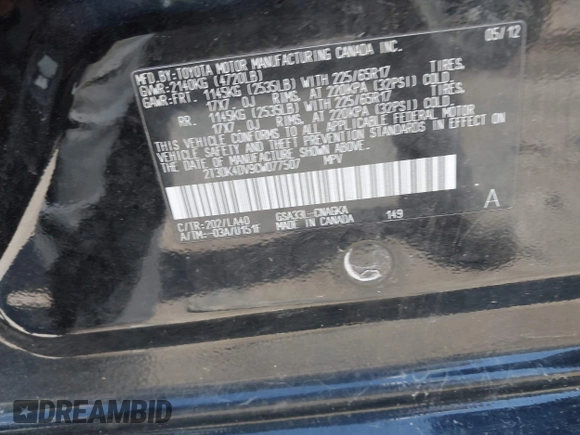 MFD.BY:TOYOTA MOTOR MANUFACTURING CANADA INC. 05/12
GVWR:2140KG (4720LB)
GAWR:FRT. 1145KG (2535LB) WITH 225/65R17 TIRES.
17X7.0J RIMS. AT 220KPA (32PSI) COLD.
RR. 1145KG (2535LB) WITH 225/65R17 TIRES.
17X7.0J RIMS. AT 220KPA (32PSI) COLD.
THIS VEHICLE CONFORMS TO ALL APPLICABLE FEDERAL MOTOR
VEHICLE SAFETY AND THEFT PREVENTION STANDARDS IN EFFECT ON
THE DATE OF MANUFACTURE SHOWN ABOVE.
2T3DK4DV9CW077507 MPV
C/TR:202/LA40 GSA33L-CNAGKA 149 A
A/TM:-03A/U151F MADE IN CANADA
DREAMBID